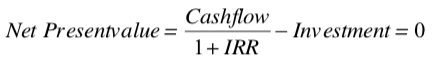 Net Presentvalue = Cashflow / 1 + IRR − Investment = 0